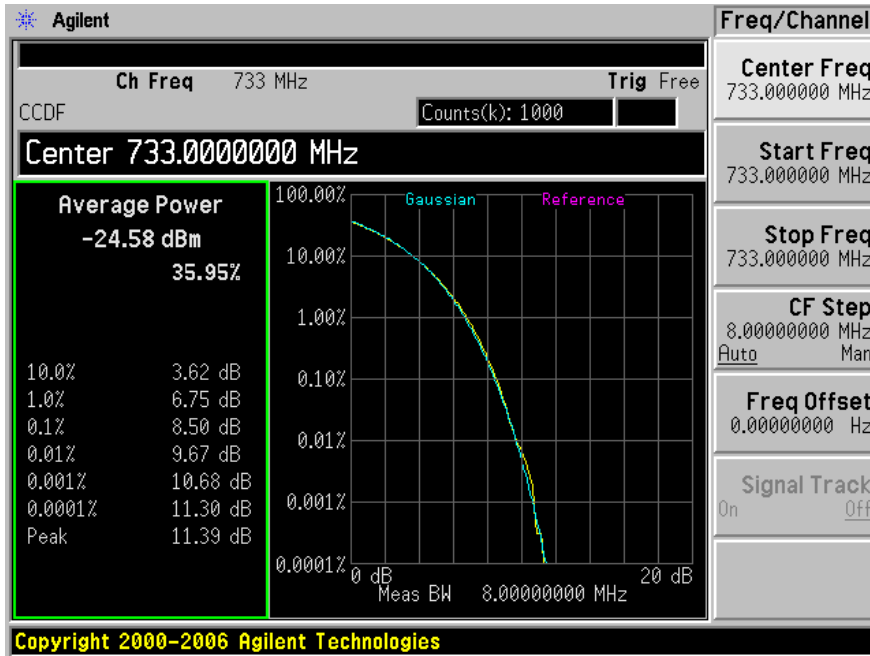 Agilent
Freq/Channel
Ch Freq 733 MHz Trig Free
CCDF Counts(k): 1000
Center 733.0000000 MHz
Average Power
-24.58 dBm
35.95%
10.0% 3.62 dB
1.0% 6.75 dB
0.1% 8.50 dB
0.01% 9.67 dB
0.001% 10.68 dB
0.0001% 11.30 dB
Peak 11.39 dB
100.00% Gaussian Reference
10.00%
1.00%
0.10%
0.01%
0.001%
0.0001%
0 dB 20 dB
Meas BW 8.00000000 MHz
Center Freq
733.000000 MHz
Start Freq
733.000000 MHz
Stop Freq
733.000000 MHz
CF Step
8.00000000 MHz
Auto Man
Freq Offset
0.00000000 Hz
Signal Track
On Off
Copyright 2000-2006 Agilent Technologies